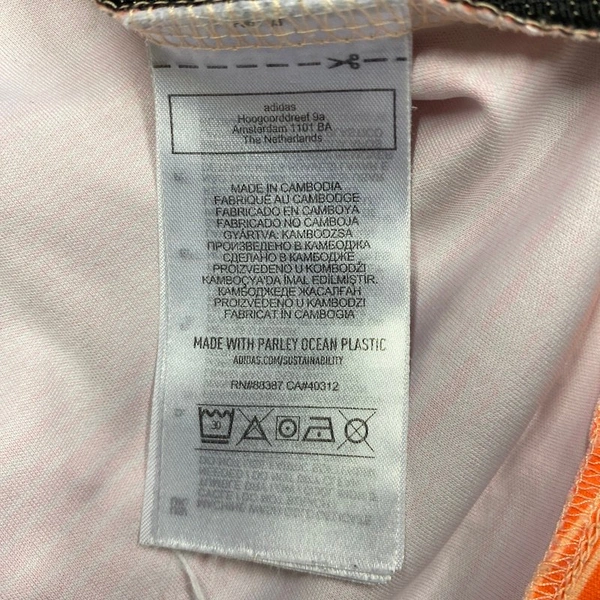 adidas
Hoogoorddreef 9a
Amsterdam 1101 BA
The Netherlands
MADE IN CAMBODIA
FABRIQUÉ AU CAMBODGE
FABRICADO EN CAMBOYA
FABRICADO NO CAMBOJA
GYÁRTVA: KAMBODZSA
ПРОИЗВЕДЕНО В КАМБОДЖА
СДЕЛАНО В КАМБОДЖЕ
PROIZVEDENO U KOMBODŽI
KAMBOÇYA'DA İMAL EDİLMİŞTİR.
КАМБОДЖЕДЕ ЖАСАЛҒАН
PROIZVEDENO U KAMBODŽI
FABRICAT ÎN CAMBOGIA
MADE WITH PARLEY OCEAN PLASTIC
ADIDAS.COM/SUSTAINABILITY
RN#88387 CA#40312
30